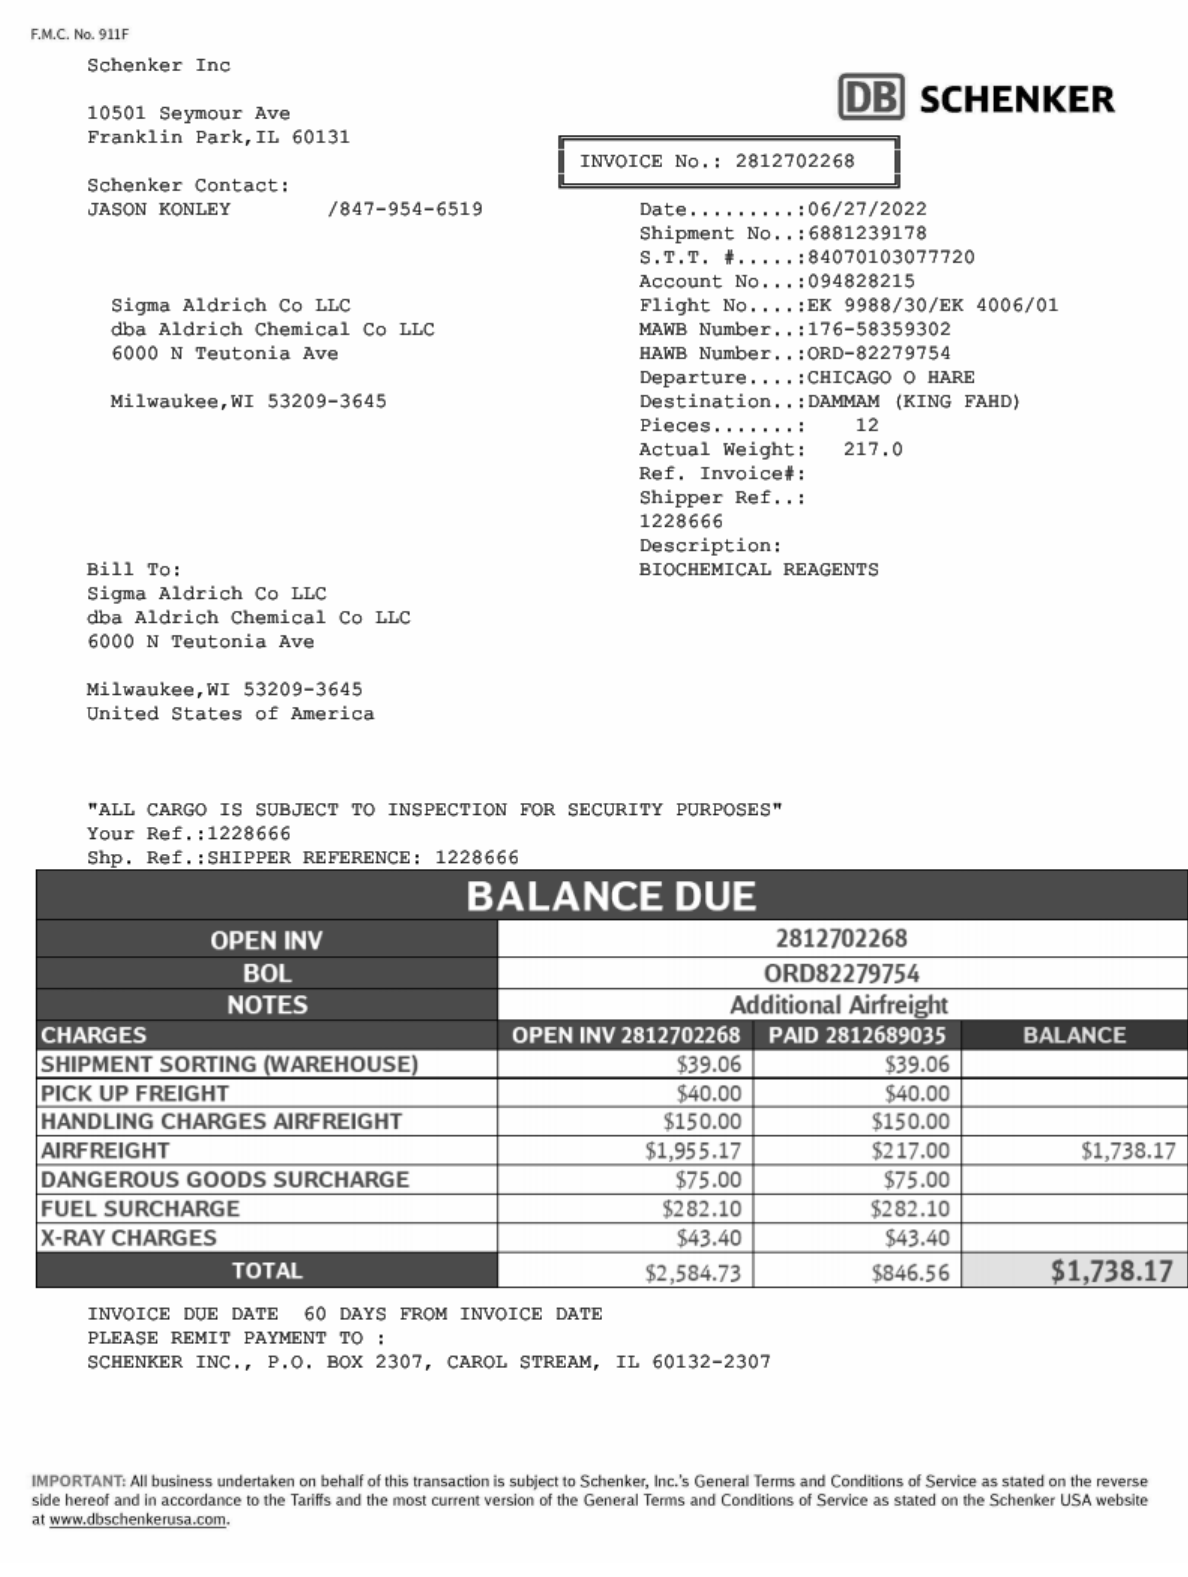 F.M.C. No. 911F
Schenker Inc
10501 Seymour Ave
Franklin Park,IL 60131
DB SCHENKER
INVOICE No.: 2812702268
Schenker Contact:
JASON KONLEY /847-954-6519
Sigma Aldrich Co LLC
dba Aldrich Chemical Co LLC
6000 N Teutonia Ave
Milwaukee,WI 53209-3645
Date.........:06/27/2022
Shipment No..:6881239178
S.T.T. #.....:84070103077720
Account No...:094828215
Flight No....:EK 9988/30/EK 4006/01
MAWB Number..:176-58359302
HAWB Number..:ORD-82279754
Departure....:CHICAGO O HARE
Destination..:DAMMAM (KING FAHD)
Pieces.......: 12
Actual Weight: 217.0
Ref. Invoice#:
Shipper Ref..:
1228666
Description:
BIOCHEMICAL REAGENTS
Bill To:
Sigma Aldrich Co LLC
dba Aldrich Chemical Co LLC
6000 N Teutonia Ave
Milwaukee,WI 53209-3645
United States of America
"ALL CARGO IS SUBJECT TO INSPECTION FOR SECURITY PURPOSES"
Your Ref.:1228666
Shp. Ref.:SHIPPER REFERENCE: 1228666
BALANCE DUE
OPEN INV 2812702268
BOL ORD82279754
NOTES Additional Airfreight
CHARGES OPEN INV 2812702268 PAID 2812689035 BALANCE
SHIPMENT SORTING (WAREHOUSE) $39.06 $39.06
PICK UP FREIGHT $40.00 $40.00
HANDLING CHARGES AIRFREIGHT $150.00 $150.00
AIRFREIGHT $1,955.17 $217.00 $1,738.17
DANGEROUS GOODS SURCHARGE $75.00 $75.00
FUEL SURCHARGE $282.10 $282.10
X-RAY CHARGES $43.40 $43.40
TOTAL $2,584.73 $846.56 $1,738.17
INVOICE DUE DATE 60 DAYS FROM INVOICE DATE
PLEASE REMIT PAYMENT TO :
SCHENKER INC., P.O. BOX 2307, CAROL STREAM, IL 60132-2307
IMPORTANT: All business undertaken on behalf of this transaction is subject to Schenker, Inc.'s General Terms and Conditions of Service as stated on the reverse
side hereof and in accordance to the Tariffs and the most current version of the General Terms and Conditions of Service as stated on the Schenker USA website
at www.dbschenkerusa.com.